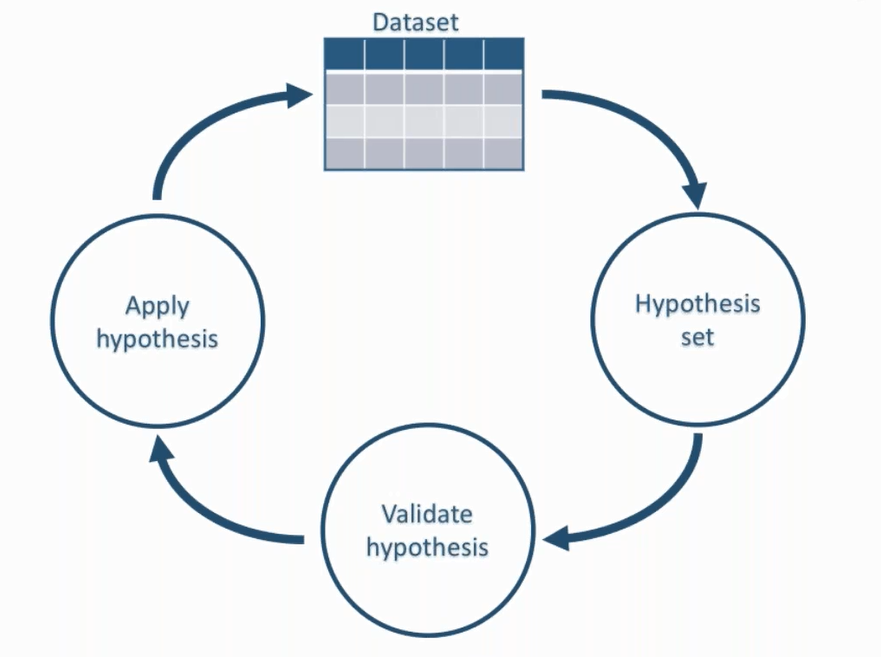 Dataset
Hypothesis
set
Validate
hypothesis
Apply
hypothesis